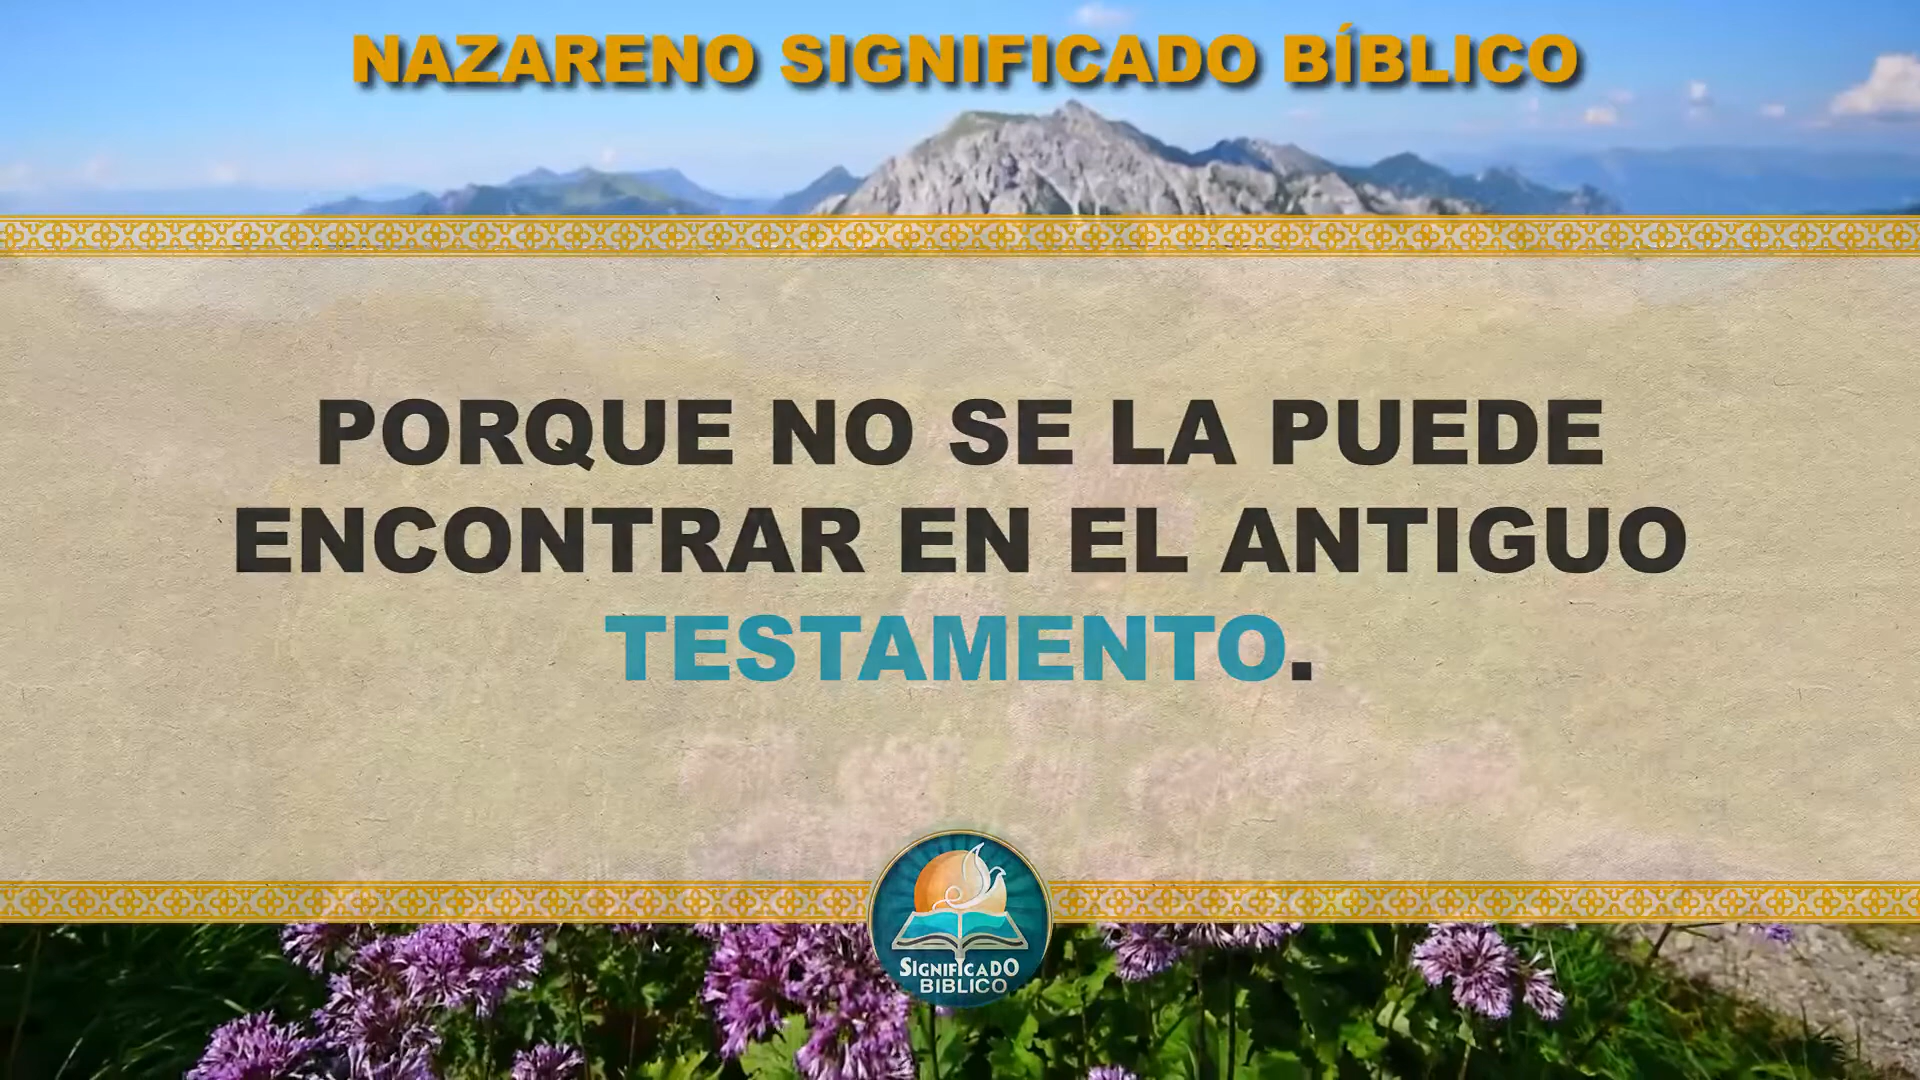 NAZARENO SIGNIFICADO BÍBLICO
PORQUE NO SE LA PUEDE
ENCONTRAR EN EL ANTIGUO
TESTAMENTO.
SIGNIFICADO
BIBLICO